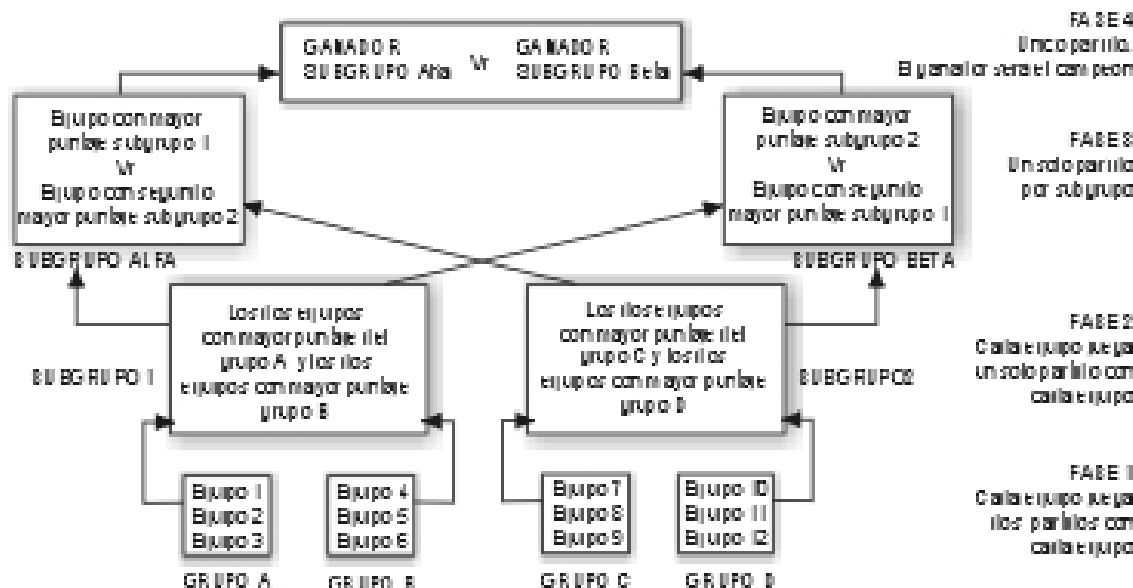 FASE 4
Unico partido.
El ganador sera el campeon
GANADOR
SUBGRUPO Alfa
Vr
GANADOR
SUBGRUPO Beta
Equipo con mayor
puntaje subgrupo 1
Vr
Equipo con segundo
mayor puntaje subgrupo 2
SUBGRUPO ALFA
Equipo con mayor
puntaje subgrupo 2
Vr
Equipo con segundo
mayor puntaje subgrupo 1
SUBGRUPO BETA
FASE 3
Un solo partido
por subgrupo
SUBGRUPO 1
Los dos equipos
con mayor puntaje del
grupo A y los dos
equipos con mayor puntaje
grupo B
Los dos equipos
con mayor puntaje del
grupo C y los dos
equipos con mayor puntaje
grupo D
SUBGRUPO2
FASE 2
Cada equipo juega
un solo partido con
cada equipo
Equipo 1
Equipo 2
Equipo 3
GRUPO A
Equipo 4
Equipo 5
Equipo 6
GRUPO B
Equipo 7
Equipo 8
Equipo 9
GRUPO C
Equipo 10
Equipo 11
Equipo 12
GRUPO D
FASE 1
Cada equipo juega
dos partidos con
cada equipo